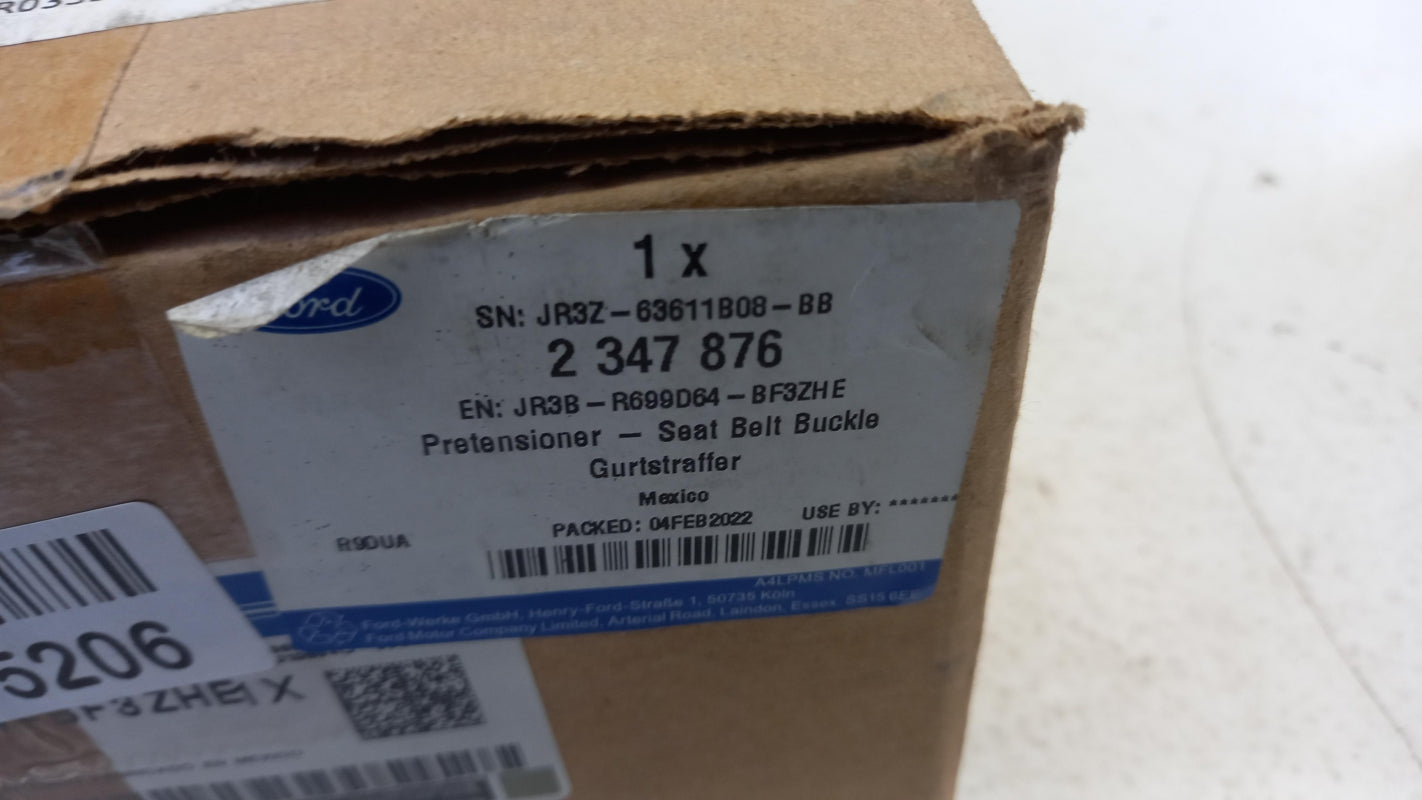 1 x
ord
SN: JR3Z-63611B08-BB
2 347 876
EN: JR3B-R699D64-BF3ZHE
Pretensioner - Seat Belt Buckle
Gurtstraffer
Mexico
PACKED: 04FEB2022 USE BY: *******
R9DUA
A4LPMS NO. MFL001
Ford-Werke GmbH, Henry-Ford-Straße 1, 50735 Köln
Ford Motor Company Limited, Arterial Road, Laindon, Essex SS15 6EE
5206
F3ZHE X